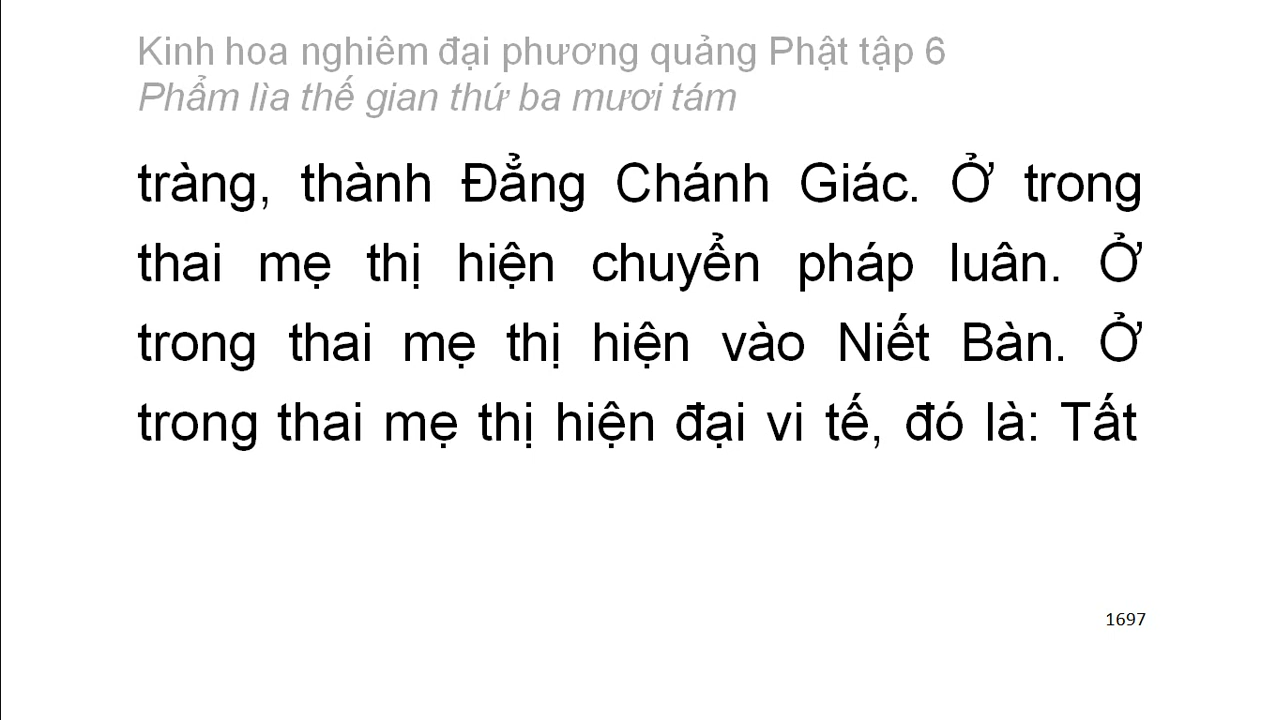 Kinh hoa nghiêm đại phương quảng Phật tập 6
Phẩm lìa thế gian thứ ba mươi tám
tràng, thành Đẳng Chánh Giác. Ở trong
thai mẹ thị hiện chuyển pháp luân. Ở
trong thai mẹ thị hiện vào Niết Bàn. Ở
trong thai mẹ thị hiện đại vi tế, đó là: Tất
1697